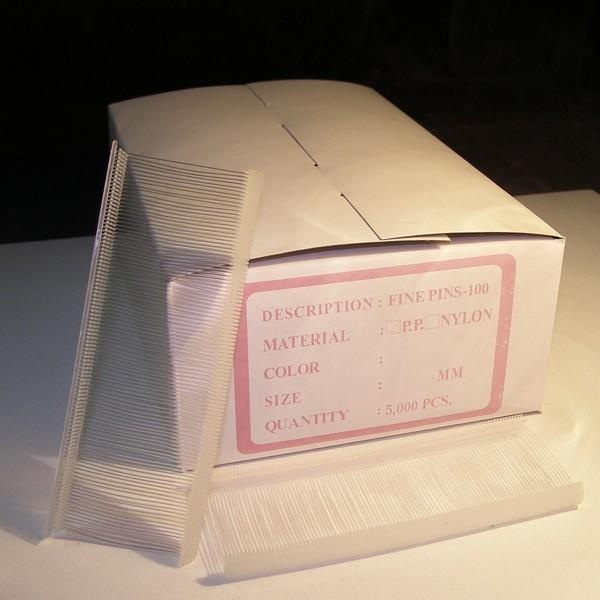 DESCRIPTION : FINE PINS-100
MATERIAL : ☑P.P.☐NYLON
COLOR :
SIZE : MM
QUANTITY : 5,000 PCS.